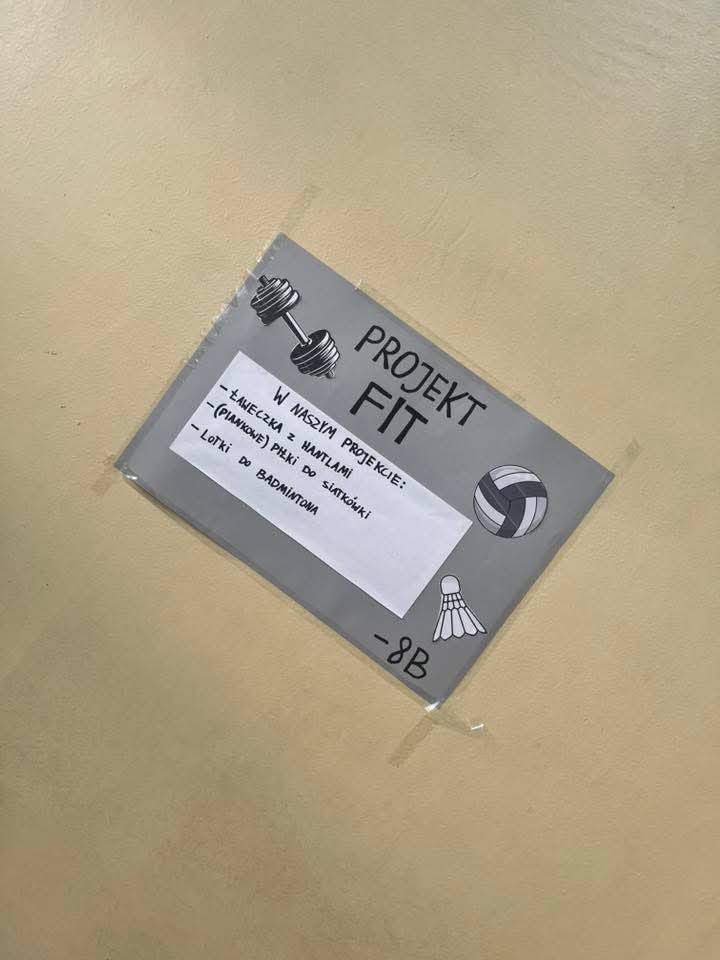 PROJEKT
FIT
W NASZYM PROJEKCIE:
- ŁAWECZKA Z HANTLAMI
- (PIANKOWE) PIŁKI DO SIATKÓWKI
- LOTKI DO BADMINTONA
- 8B